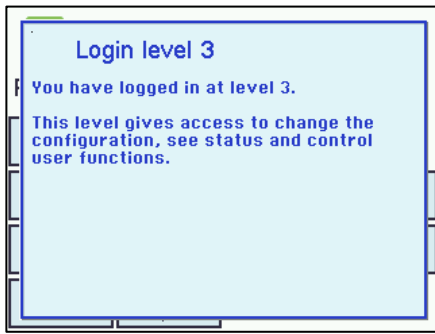 Login level 3
You have logged in at level 3.
This level gives access to change the
configuration, see status and control
user functions.